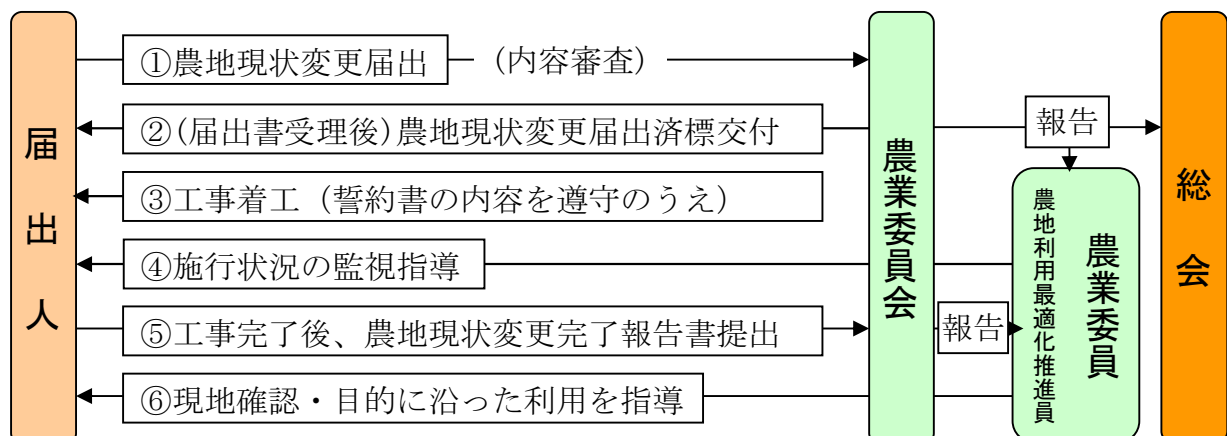 届出人
①農地現状変更届出
(内容審査)
②(届出書受理後)農地現状変更届出済標交付
③工事着工（誓約書の内容を遵守のうえ）
④施行状況の監視指導
⑤工事完了後、農地現状変更完了報告書提出
⑥現地確認・目的に沿った利用を指導
農業委員会
報告
報告
農業委員
農地利用最適化推進員
総会